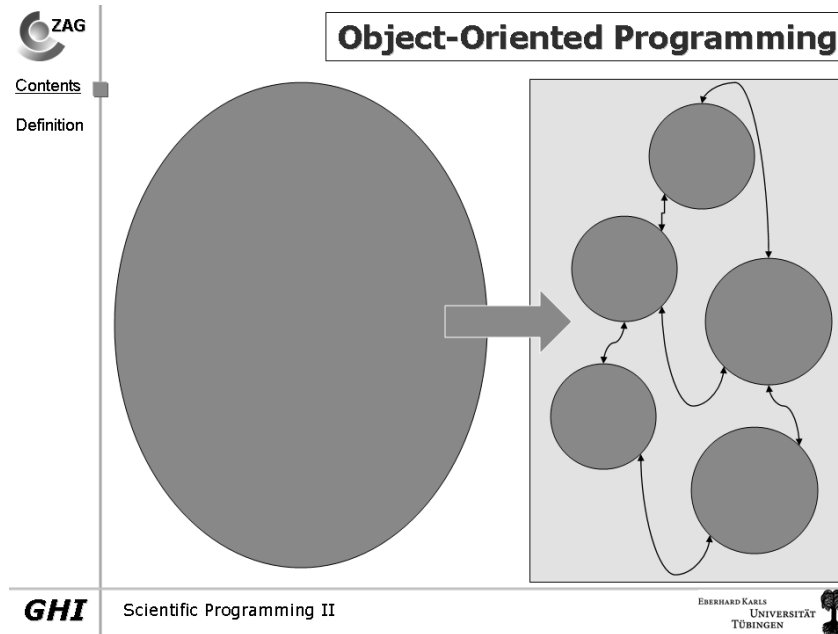 ZAG
Object-Oriented Programming
Contents
Definition
GHI
Scientific Programming II
EBERHARD KARLS
UNIVERSITÄT
TÜBINGEN